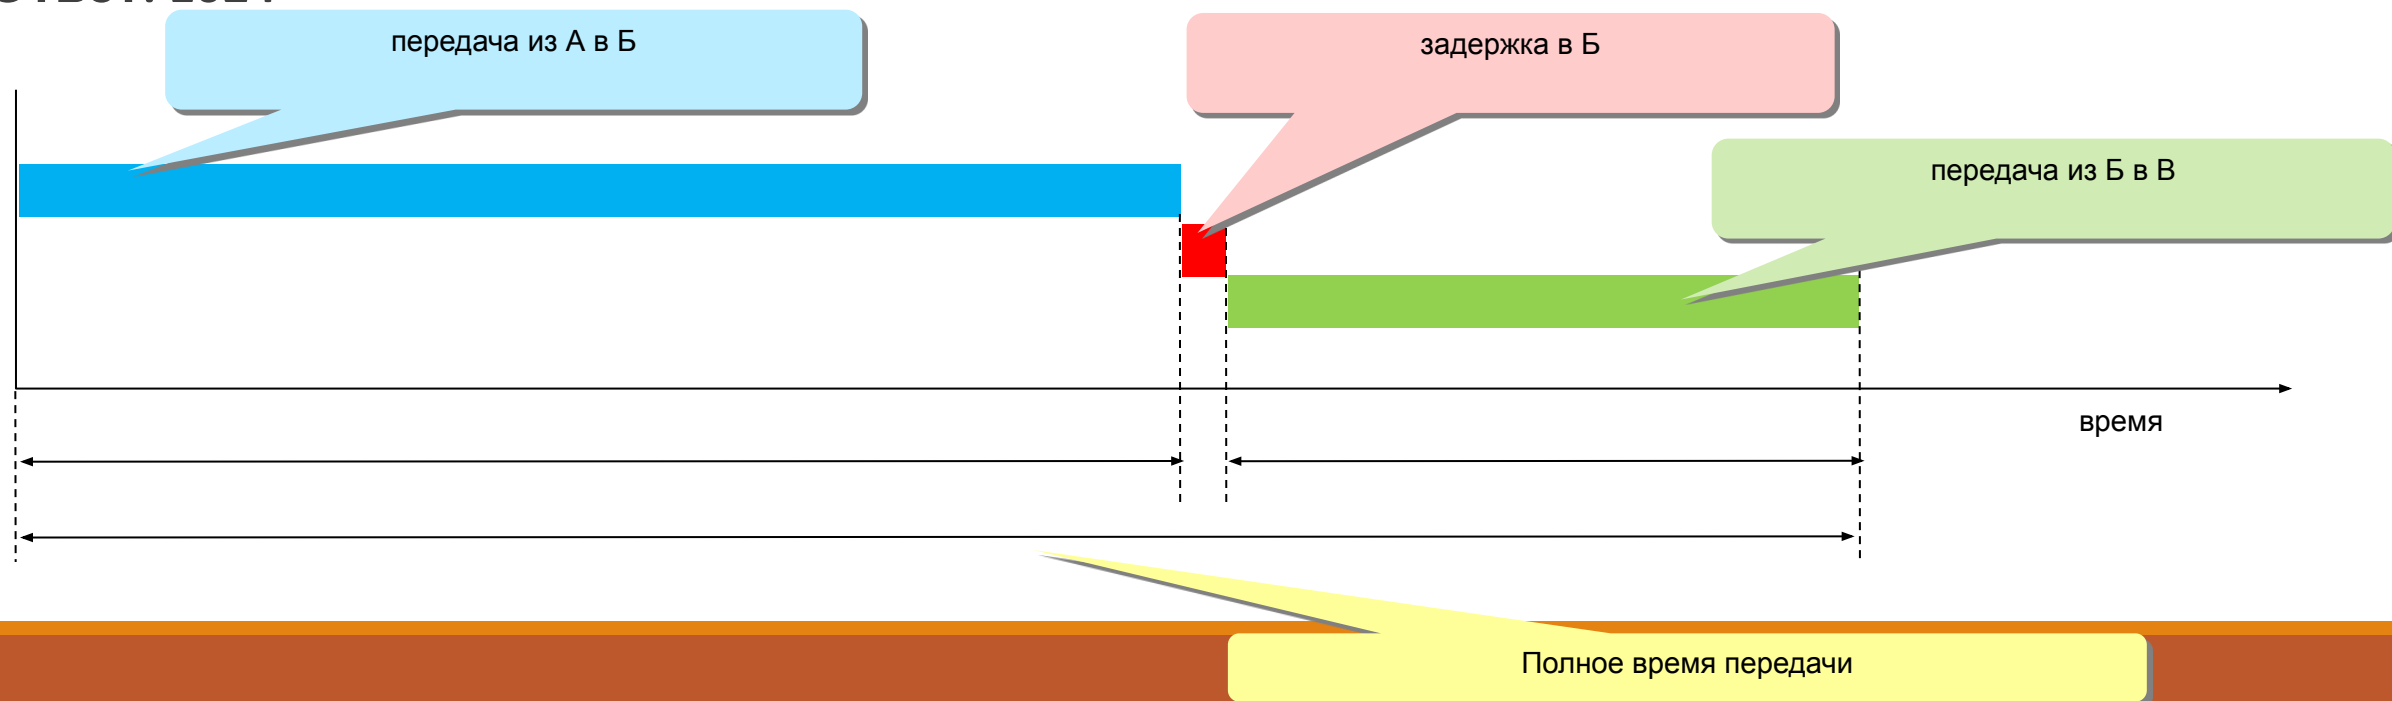 передача из А в Б
задержка в Б
передача из Б в В
время
Полное время передачи